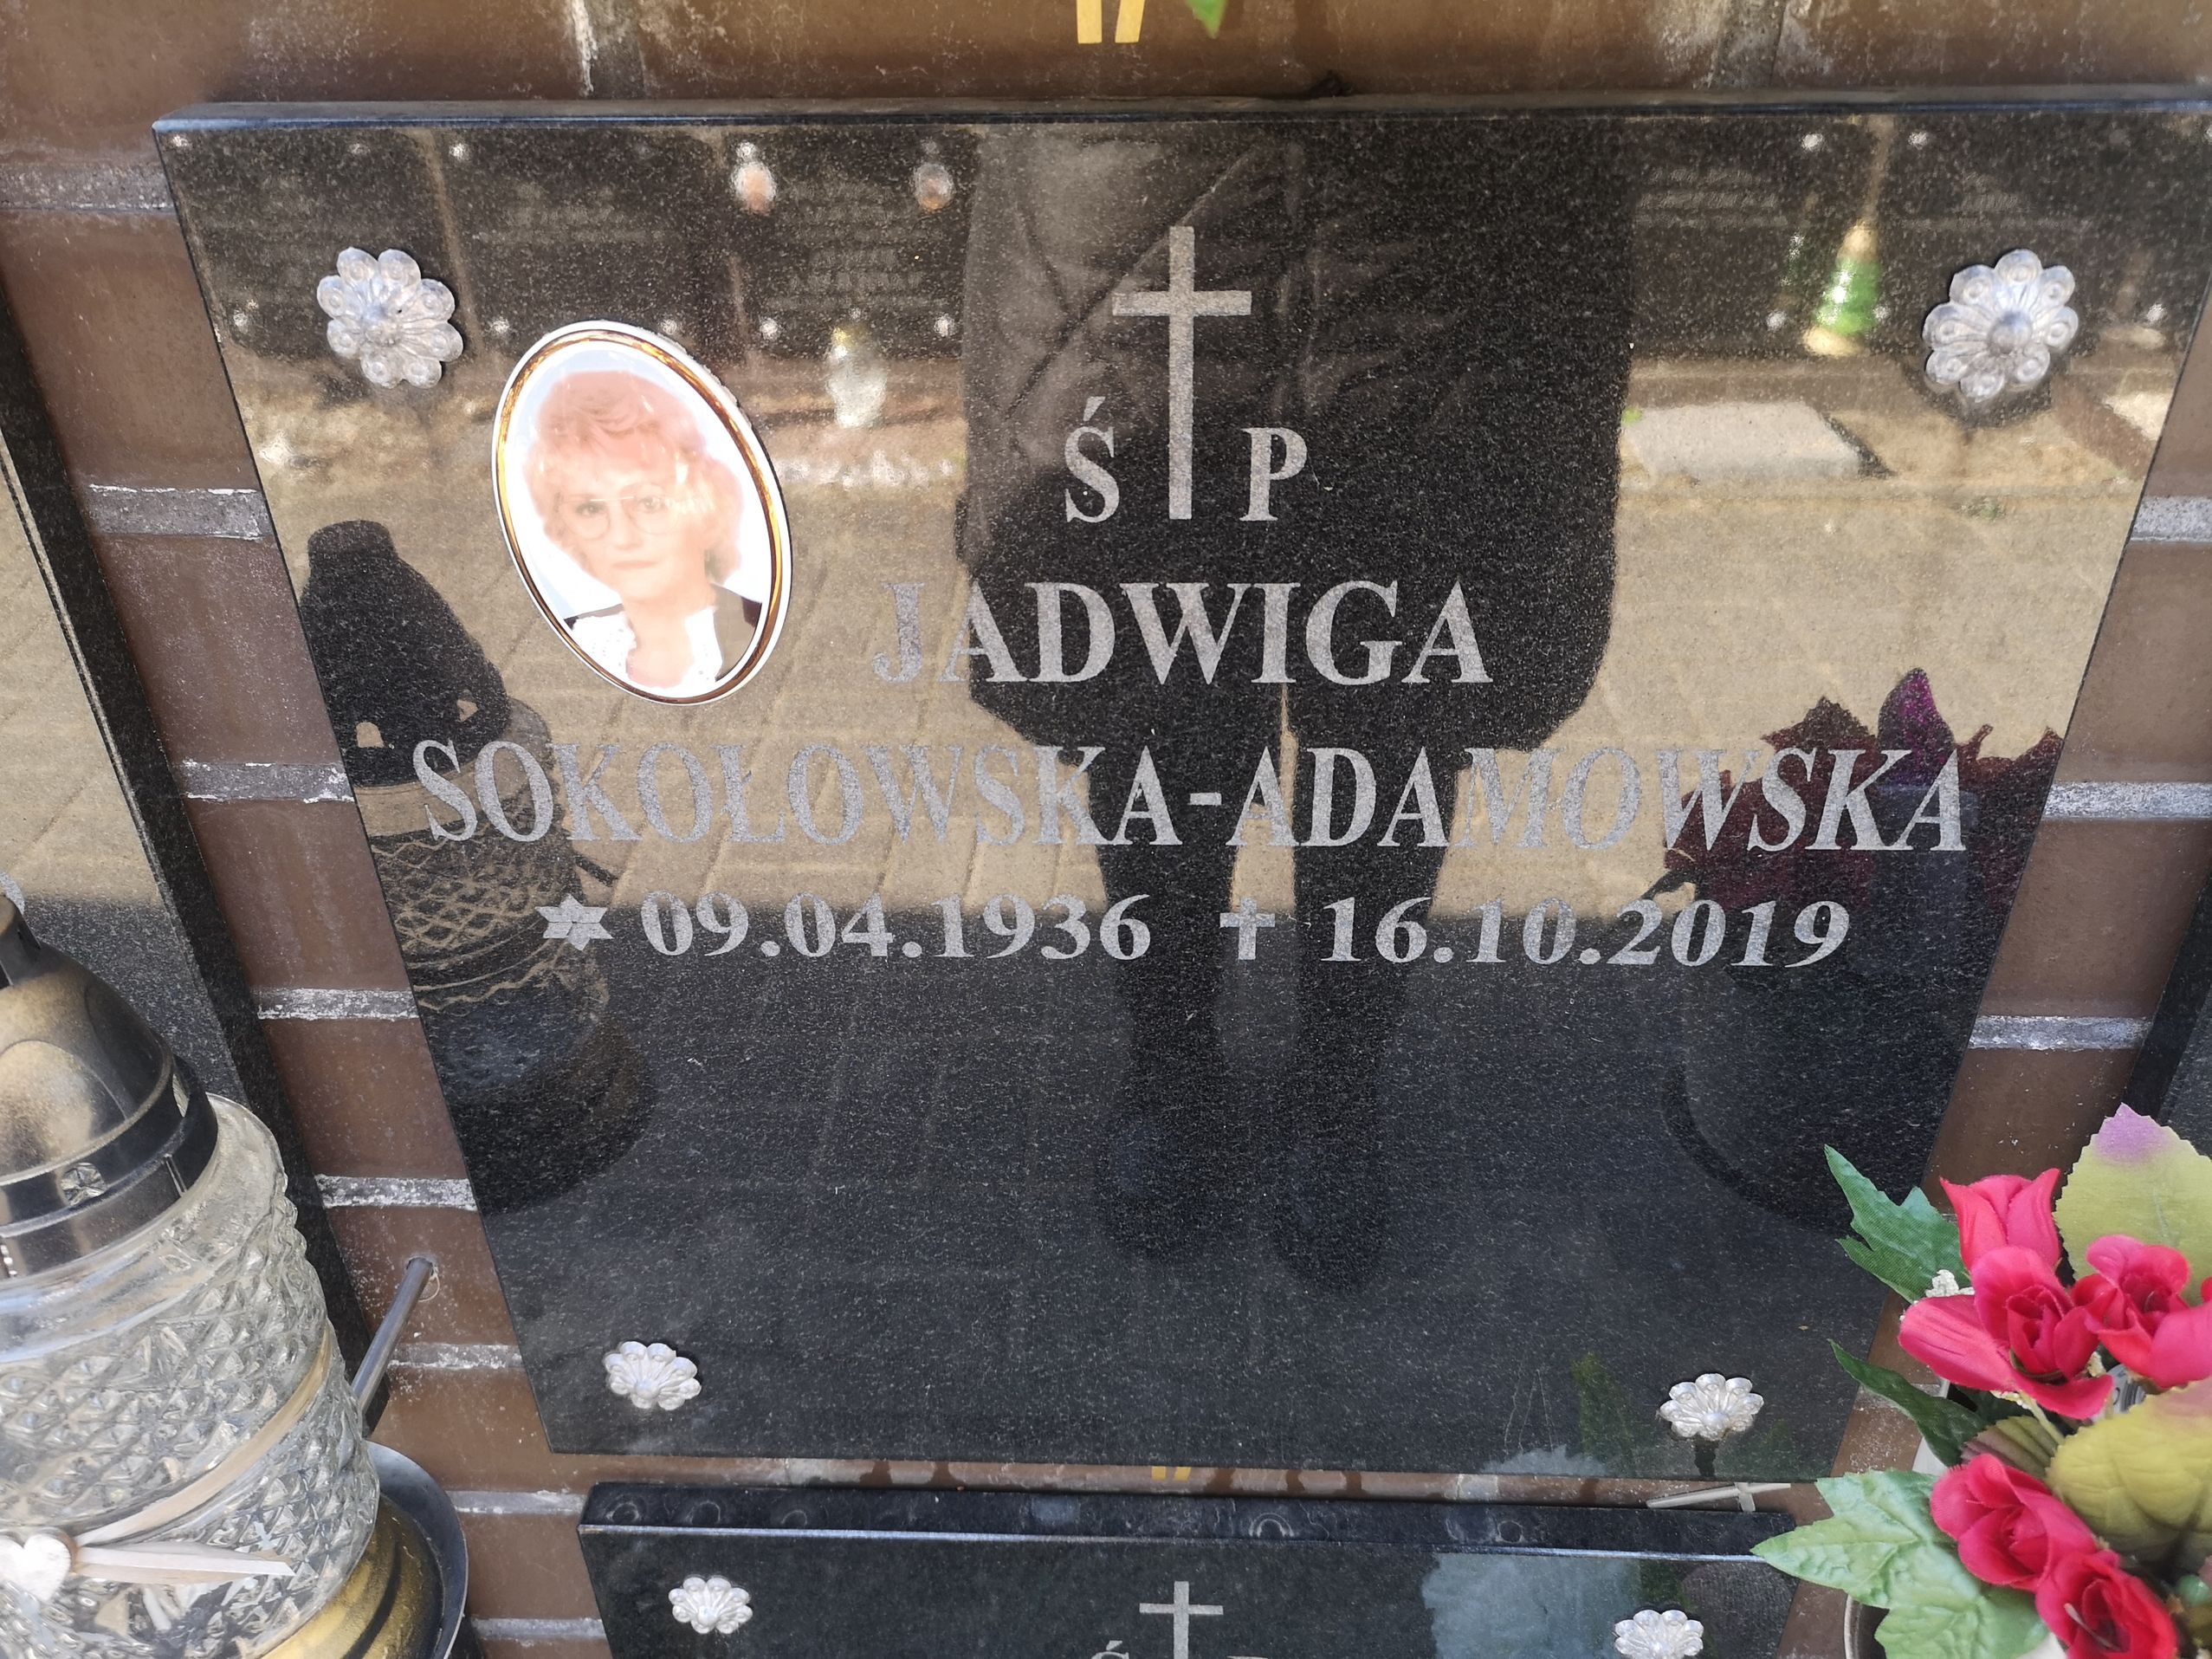 Ś P
JADWIGA
SOKOŁOWSKA-ADAMOWSKA
09.04.1936 16.10.2019
Ś P